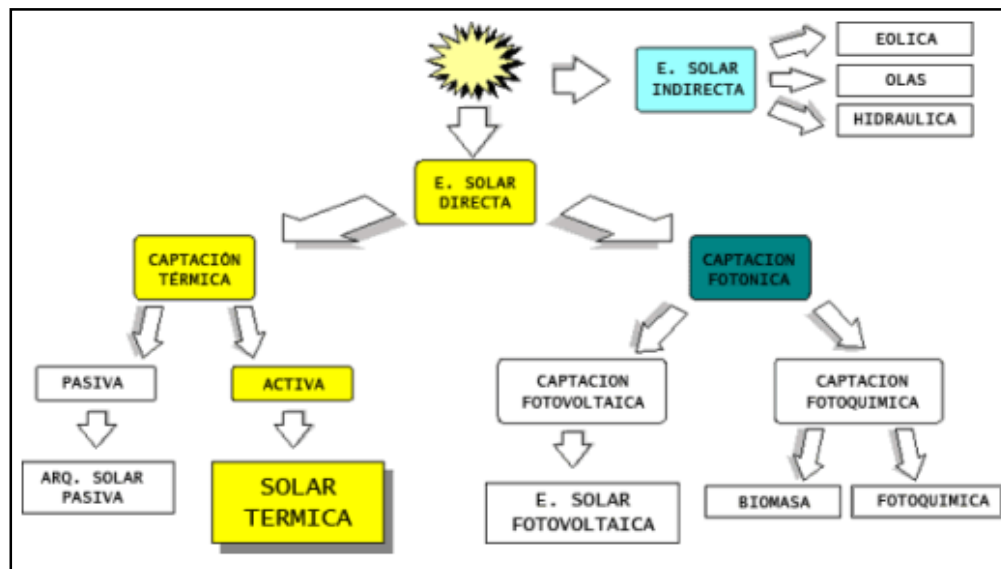 EOLICA
E. SOLAR
INDIRECTA
OLAS
HIDRAULICA
E. SOLAR
DIRECTA
CAPTACIÓN
TÉRMICA
CAPTACION
FOTONICA
PASIVA
ACTIVA
CAPTACION
FOTOVOLTAICA
CAPTACION
FOTOQUIMICA
ARQ. SOLAR
PASIVA
SOLAR
TERMICA
E. SOLAR
FOTOVOLTAICA
BIOMASA
FOTOQUIMICA